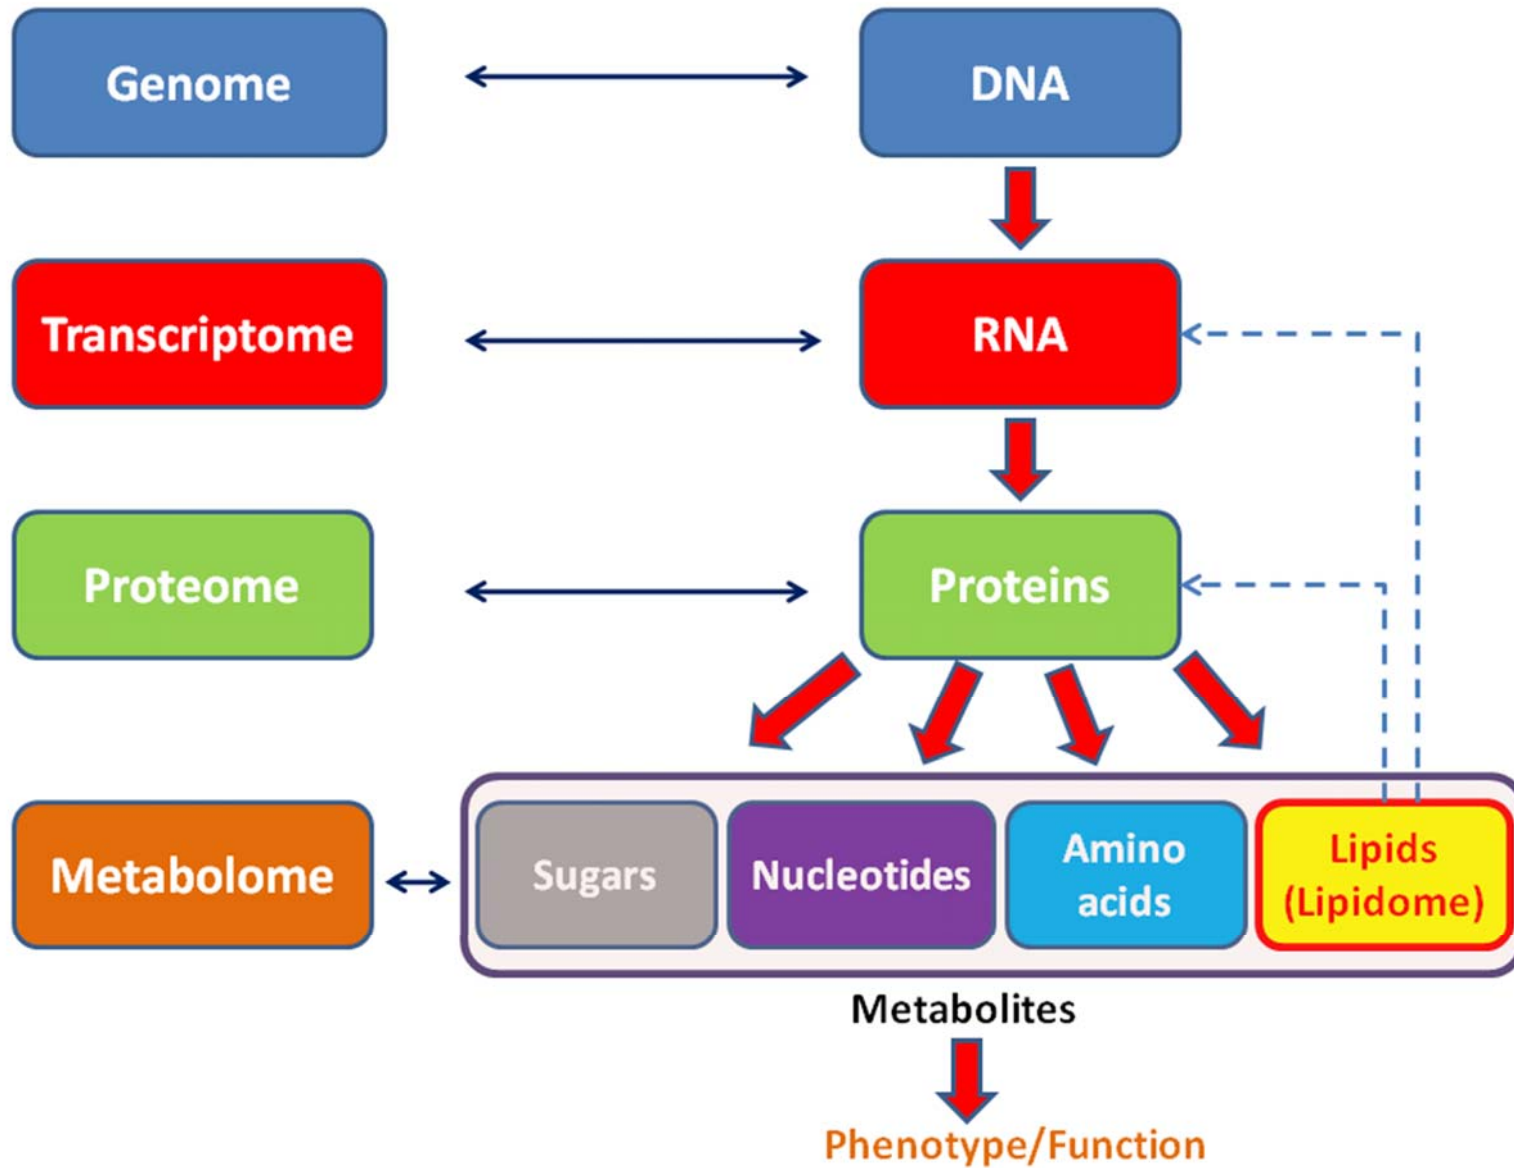 Genome
DNA
Transcriptome
RNA
Proteome
Proteins
Metabolome
Sugars
Nucleotides
Amino
acids
Lipids
(Lipidome)
Metabolites
Phenotype/Function